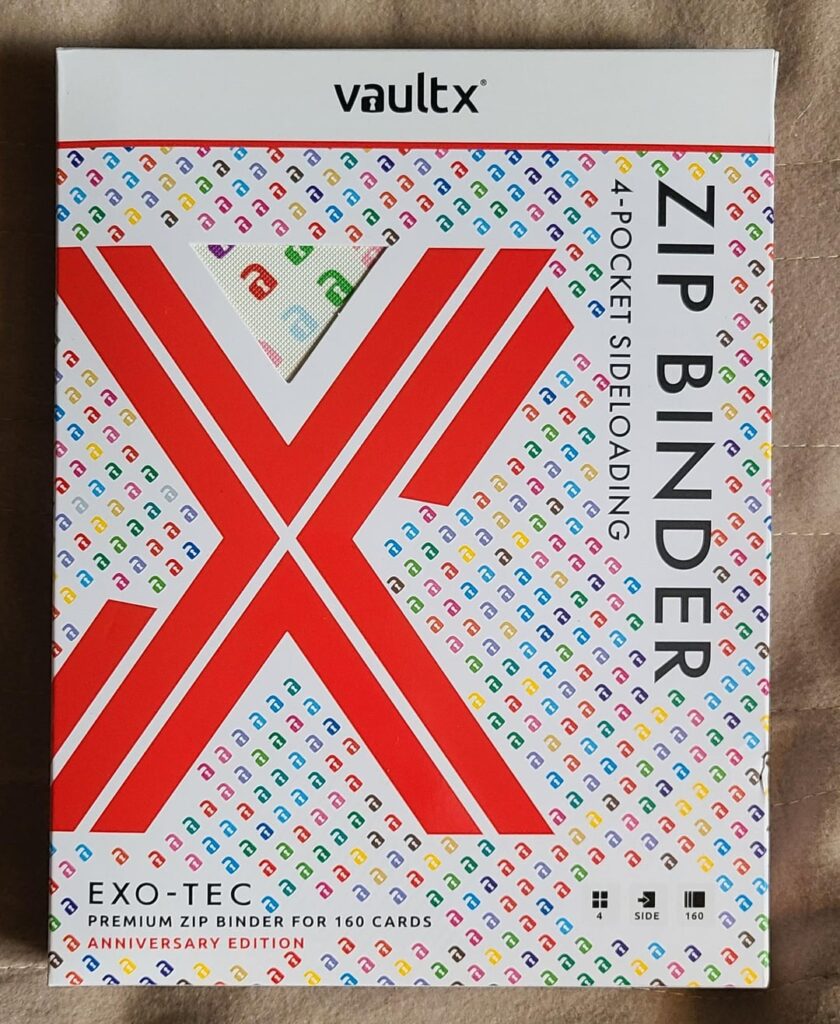 vaultx®
ZIP BINDER
4-POCKET SIDELOADING
EXO-TEC
PREMIUM ZIP BINDER FOR 160 CARDS
ANNIVERSARY EDITION
4
SIDE
160